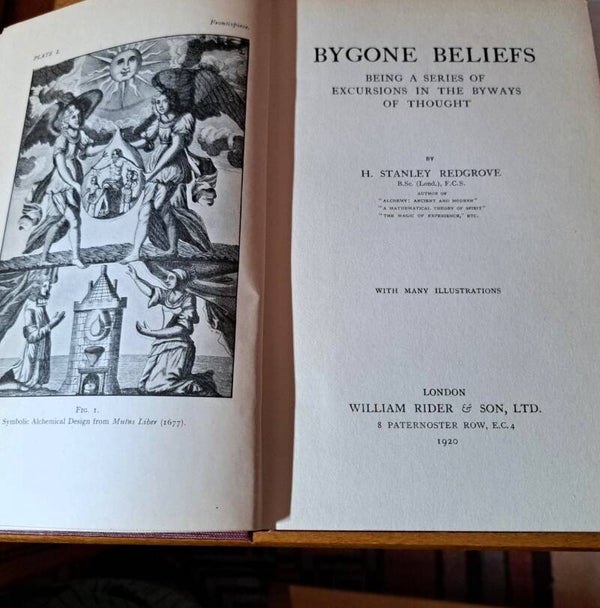 Frontispiece.
PLATE I.
FIG. 1.
Symbolic Alchemical Design from Mutus Liber (1677).
BYGONE BELIEFS
BEING A SERIES OF
EXCURSIONS IN THE BYWAYS
OF THOUGHT
BY
H. STANLEY REDGROVE
B.Sc. (Lond.), F.C.S.
AUTHOR OF
"ALCHEMY: ANCIENT AND MODERN"
"A MATHEMATICAL THEORY OF SPIRIT"
"THE MAGIC OF EXPERIENCE," ETC.
WITH MANY ILLUSTRATIONS
LONDON
WILLIAM RIDER & SON, LTD.
8 PATERNOSTER ROW, E.C.4
1920